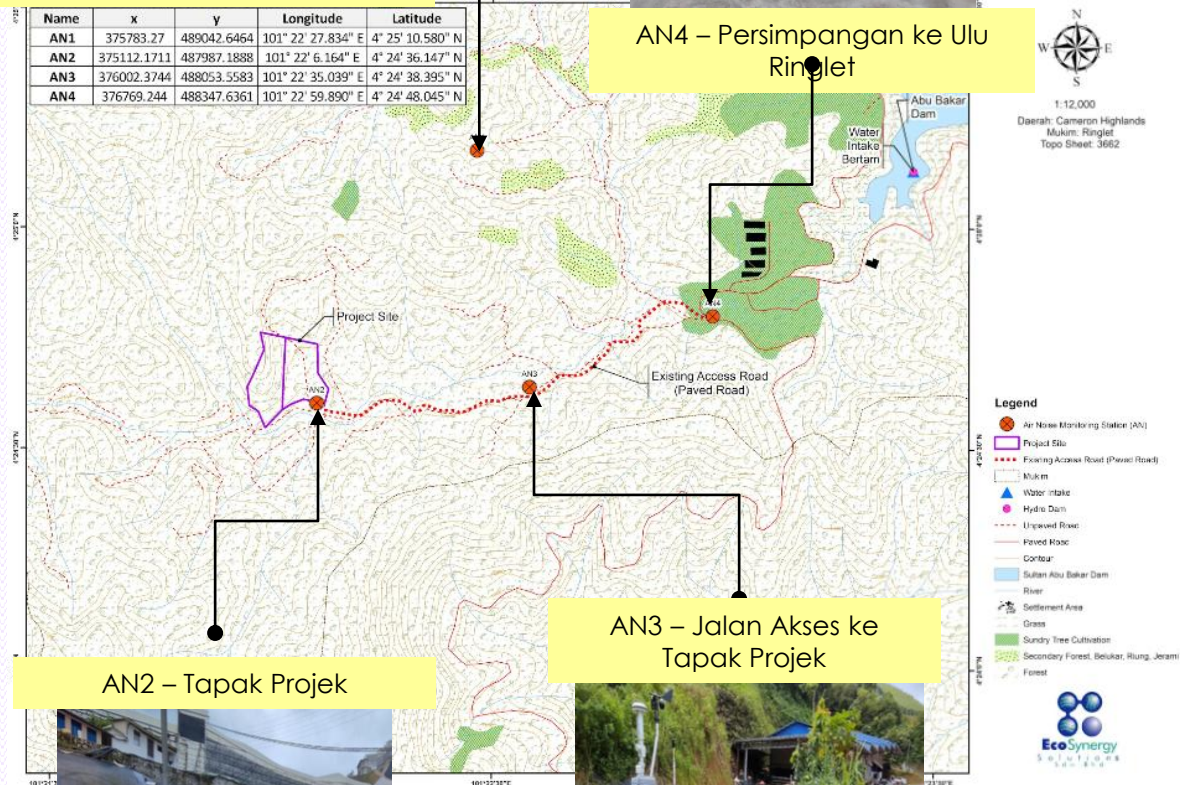 Name x y Longitude Latitude
AN1 375783.27 489042.6464 101° 22' 27.834" E 4° 25' 10.580" N
AN2 375112.1711 487987.1888 101° 22' 6.164" E 4° 24' 36.147" N
AN3 376002.3744 488053.5583 101° 22' 35.039" E 4° 24' 38.395" N
AN4 376769.244 488347.6361 101° 22' 59.890" E 4° 24' 48.045" N
AN4 – Persimpangan ke Ulu
Ringlet
N
W E
S
1:12,000
Daerah: Cameron Highlands
Mukim: Ringlet
Topo Sheet: 3662
Abu Bakar
Dam
Water
Intake
Bertam
Project Site
AN2
AN3
Existing Access Road
(Paved Road)
AN2 – Tapak Projek
AN3 – Jalan Akses ke
Tapak Projek
Legend
Air Noise Monitoring Station (AN)
Project Site
Existing Access Road (Paved Road)
Mukim
Water Intake
Hydro Dam
Unpaved Road
Paved Road
Contour
Sultan Abu Baker Dam
River
Settlement Area
Grass
Sundry Tree Cultivation
Secondary Forest, Belukar, Riung, Jerami
Forest
EcoSynergy
Solutions
Sdn Bhd